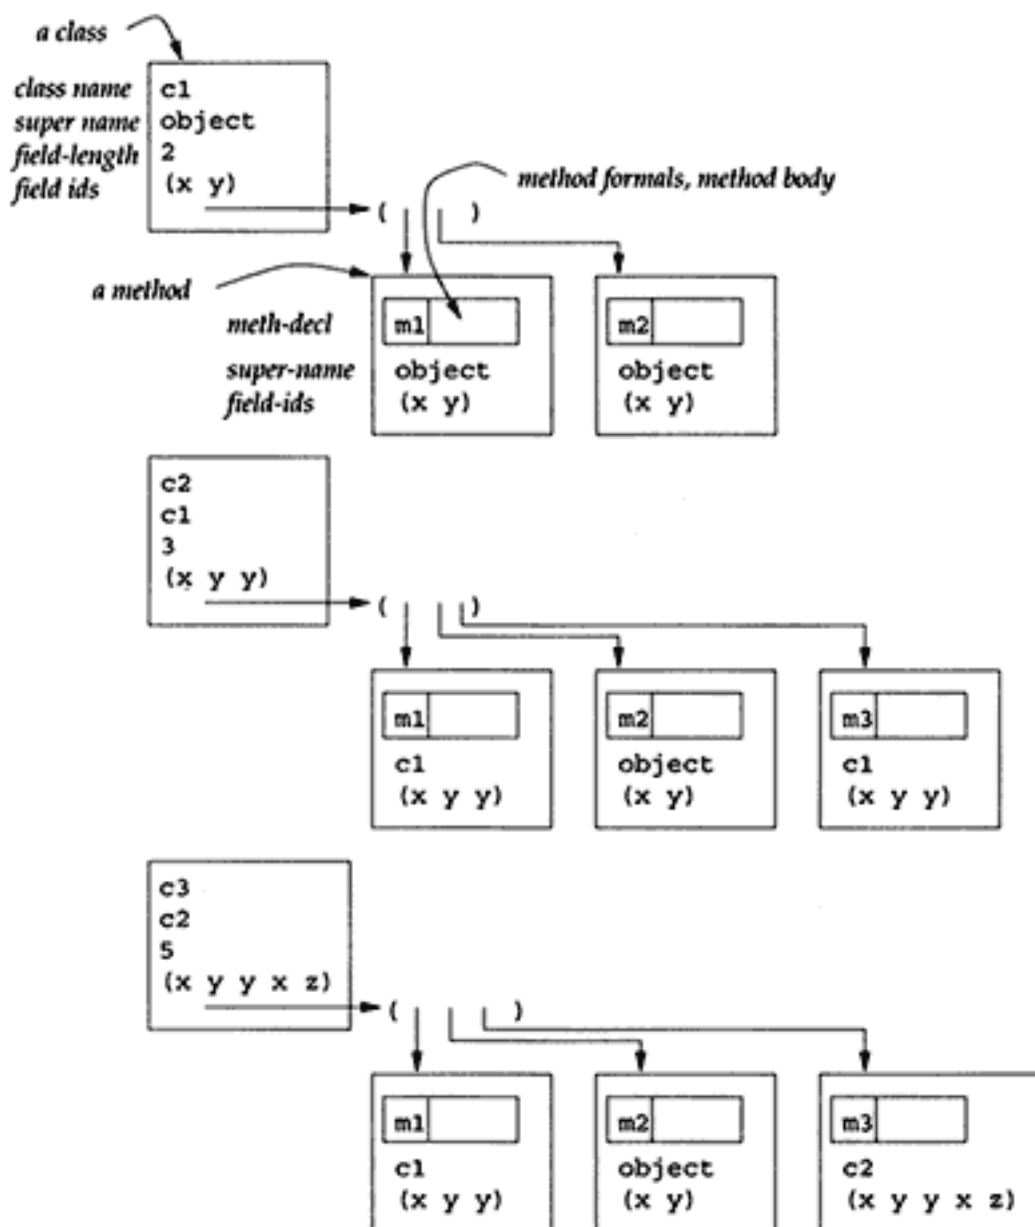 a class
class name c1
super name object
field-length 2
field ids (x y)
method formals, method body
( )
a method
meth-decl m1 m2
super-name object object
field-ids (x y) (x y)
c2
c1
3
(x y y)
( )
m1 m2 m3
c1 object c1
(x y y) (x y) (x y y)
c3
c2
5
(x y y x z)
( )
m1 m2 m3
c1 object c2
(x y y) (x y) (x y y x z)